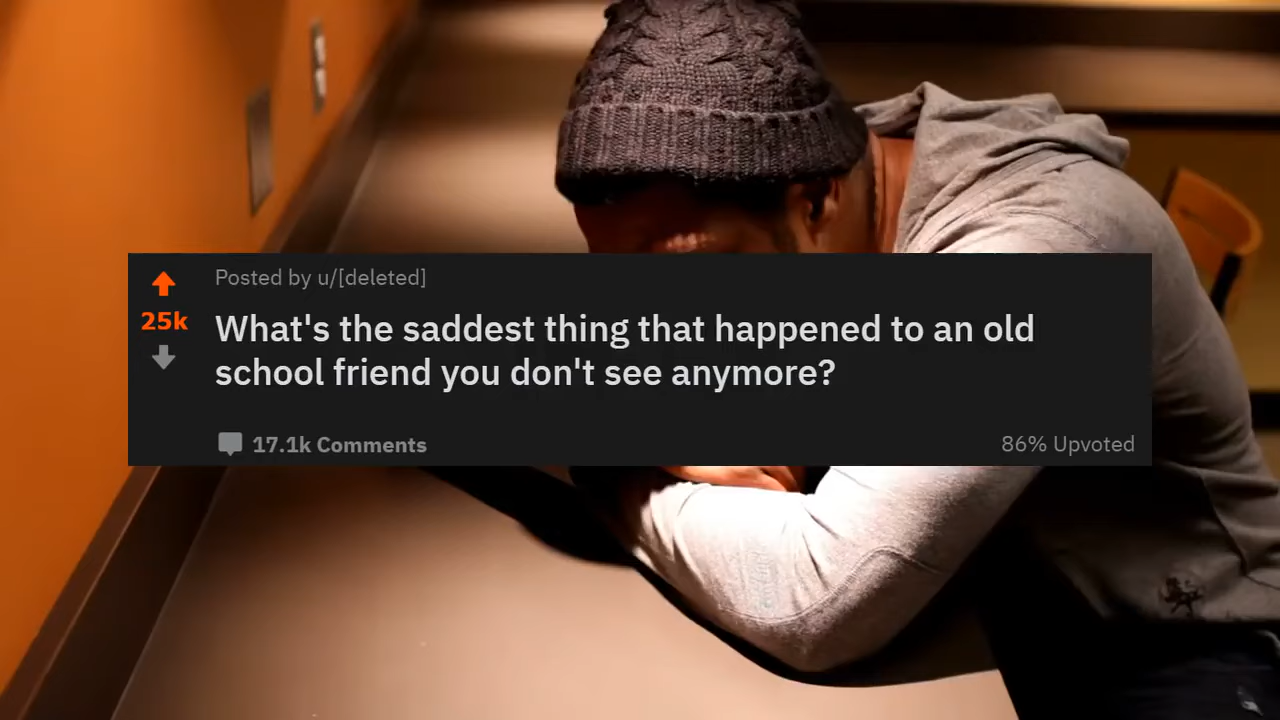 Posted by u/[deleted]
25k
What's the saddest thing that happened to an old
school friend you don't see anymore?
17.1k Comments
86% Upvoted